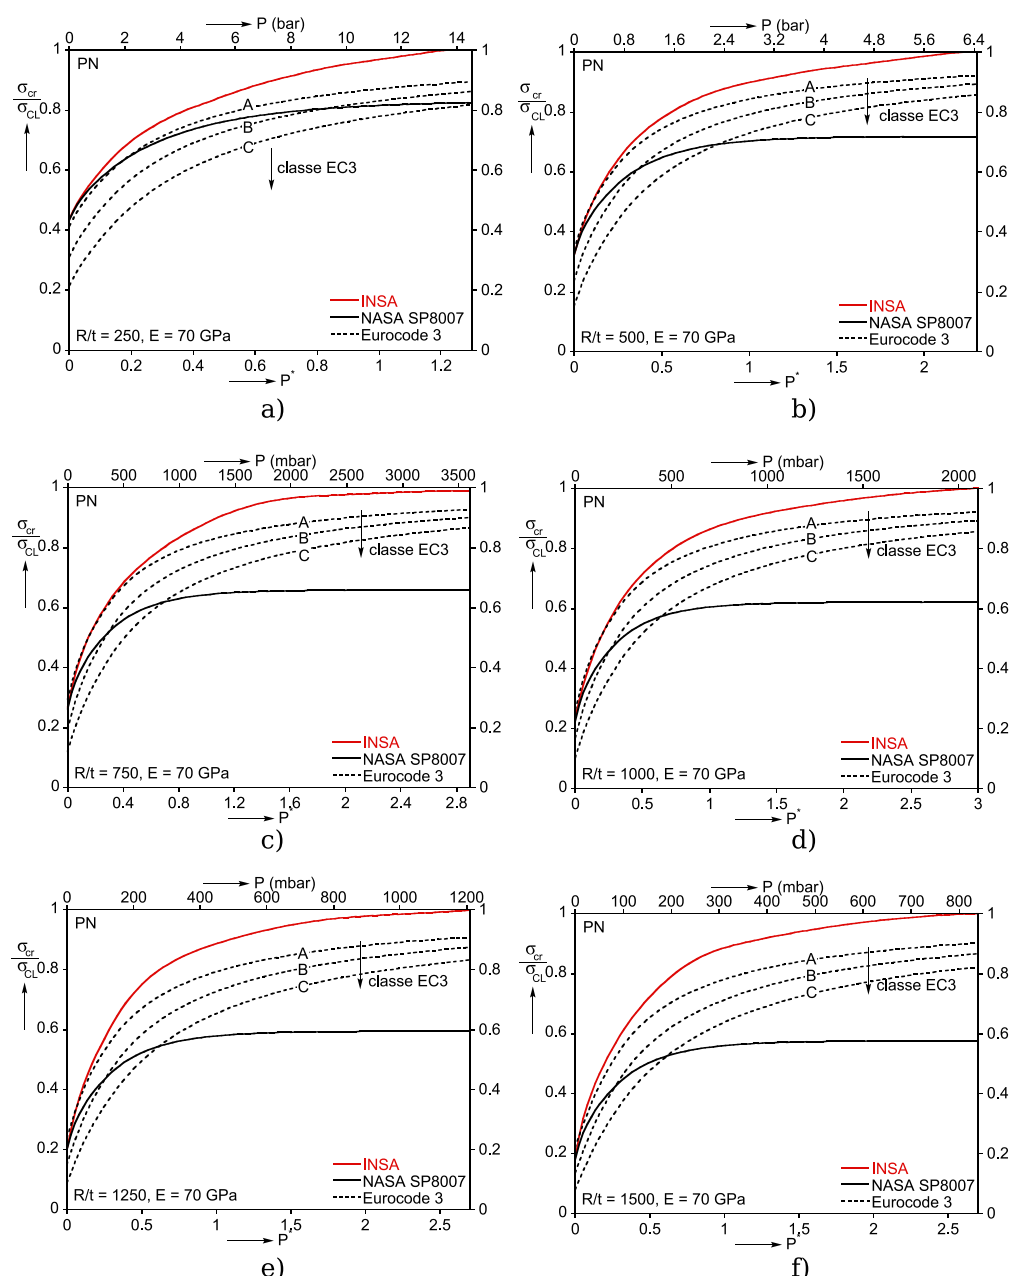 P (bar)
0 2 4 6 8 10 12 14
PN
σcr
σCL
1
0.8
0.6
0.4
0.2
0
1
0.8
0.6
0.4
0.2
0
A
B
C
classe EC3
INSA
NASA SP8007
Eurocode 3
R/t = 250, E = 70 GPa
0 0.2 0.4 0.6 0.8 1 1.2
P*
a)
P (bar)
0 0.8 1.6 2.4 3.2 4 4.8 5.6 6.4
PN
σcr
σCL
1
0.8
0.6
0.4
0.2
0
1
0.8
0.6
0.4
0.2
0
A
B
C
classe EC3
INSA
NASA SP8007
Eurocode 3
R/t = 500, E = 70 GPa
0 0.5 1 1.5 2
P*
b)
P (mbar)
0 500 1000 1500 2000 2500 3000 3500
PN
σcr
σCL
1
0.8
0.6
0.4
0.2
0
1
0.8
0.6
0.4
0.2
0
A
B
C
classe EC3
INSA
NASA SP8007
Eurocode 3
R/t = 750, E = 70 GPa
0 0.4 0.8 1.2 1.6 2 2.4 2.8
P*
c)
P (mbar)
0 500 1000 1500 2000
PN
σcr
σCL
1
0.8
0.6
0.4
0.2
0
1
0.8
0.6
0.4
0.2
0
A
B
C
classe EC3
INSA
NASA SP8007
Eurocode 3
R/t = 1000, E = 70 GPa
0 0.5 1 1.5 2 2.5 3
P*
d)
P (mbar)
0 200 400 600 800 1000 1200
PN
σcr
σCL
1
0.8
0.6
0.4
0.2
0
1
0.8
0.6
0.4
0.2
0
A
B
C
classe EC3
INSA
NASA SP8007
Eurocode 3
R/t = 1250, E = 70 GPa
0 0.5 1 1.5 2 2.5
P*
e)
P (mbar)
0 100 200 300 400 500 600 700 800
PN
σcr
σCL
1
0.8
0.6
0.4
0.2
0
1
0.8
0.6
0.4
0.2
0
A
B
C
classe EC3
INSA
NASA SP8007
Eurocode 3
R/t = 1500, E = 70 GPa
0 0.5 1 1.5 2 2.5
P*
f)